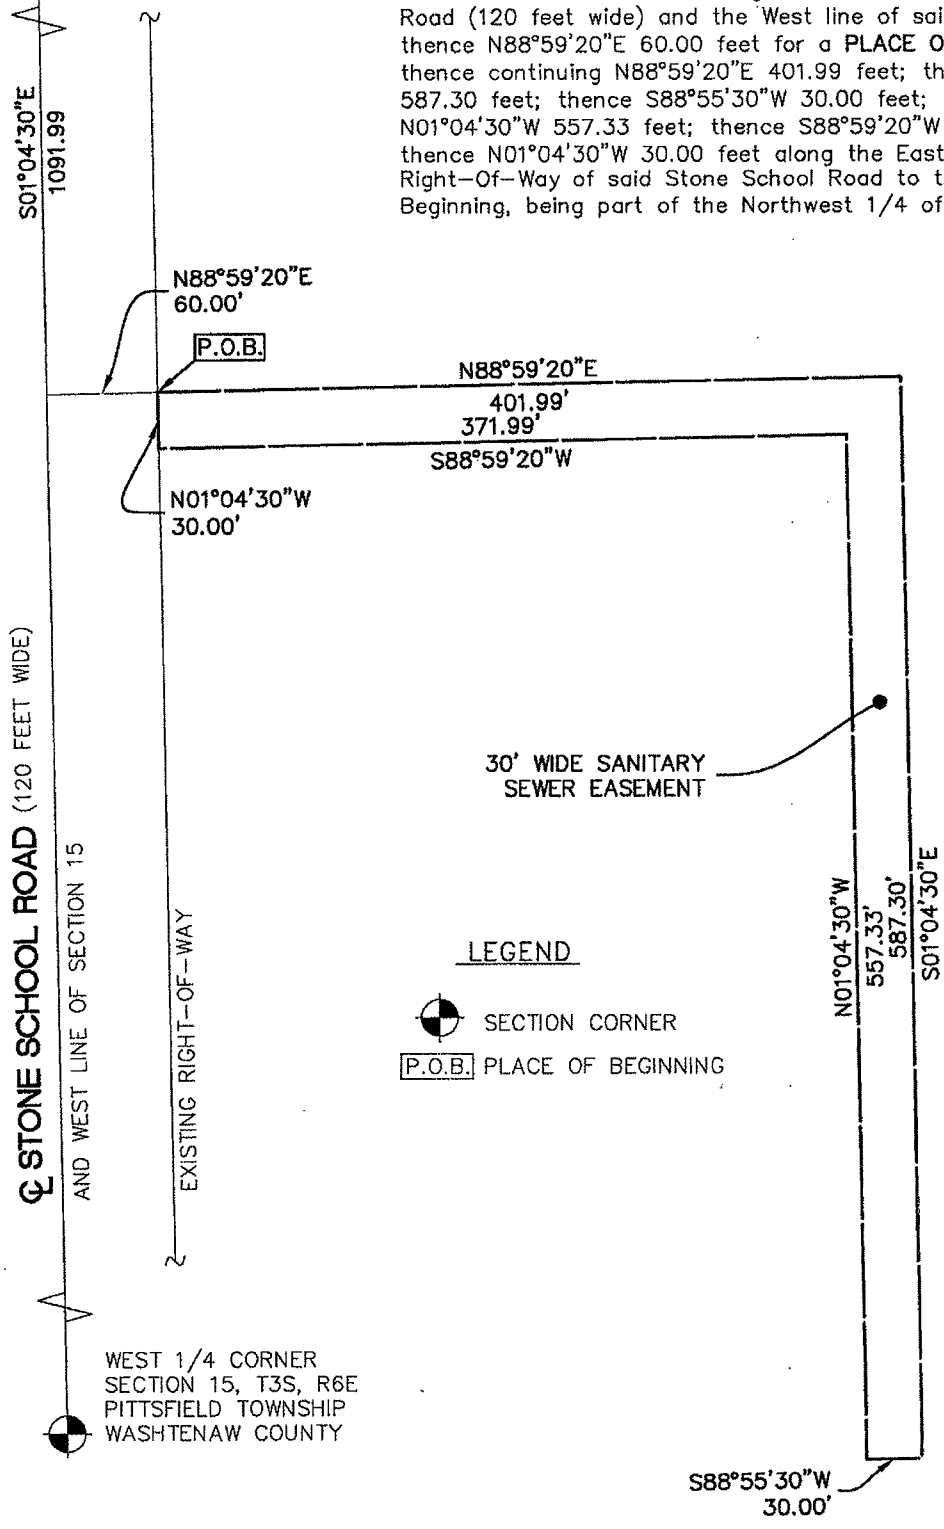 Road (120 feet wide) and the West line of sai
thence N88°59'20"E 60.00 feet for a PLACE O
thence continuing N88°59'20"E 401.99 feet; th
587.30 feet; thence S88°55'30"W 30.00 feet;
N01°04'30"W 557.33 feet; thence S88°59'20"W
thence N01°04'30"W 30.00 feet along the East
Right-Of-Way of said Stone School Road to t
Beginning, being part of the Northwest 1/4 of
S01°04'30"E
1091.99
N88°59'20"E
60.00'
P.O.B.
N88°59'20"E
401.99'
371.99'
S88°59'20"W
N01°04'30"W
30.00'
℄ STONE SCHOOL ROAD (120 FEET WIDE)
AND WEST LINE OF SECTION 15
EXISTING RIGHT-OF-WAY
30' WIDE SANITARY
SEWER EASEMENT
N01°04'30"W
557.33'
587.30'
S01°04'30"E
LEGEND
SECTION CORNER
P.O.B. PLACE OF BEGINNING
WEST 1/4 CORNER
SECTION 15, T3S, R6E
PITTSFIELD TOWNSHIP
WASHTENAW COUNTY
S88°55'30"W
30.00'